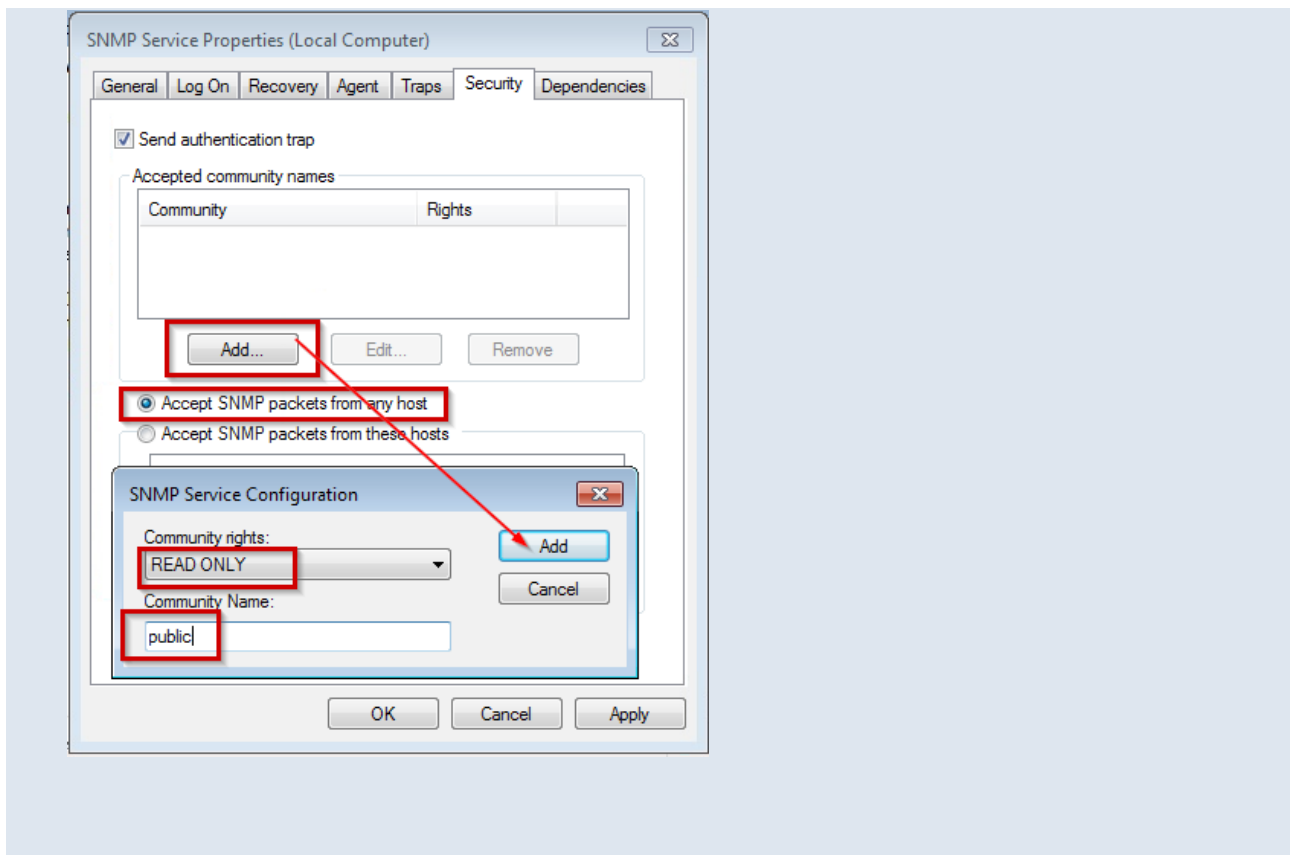 SNMP Service Properties (Local Computer)
General Log On Recovery Agent Traps Security Dependencies
Send authentication trap
Accepted community names
Community Rights
Add... Edit... Remove
Accept SNMP packets from any host
Accept SNMP packets from these hosts
SNMP Service Configuration
Community rights:
READ ONLY
Add
Cancel
Community Name:
public
OK Cancel Apply